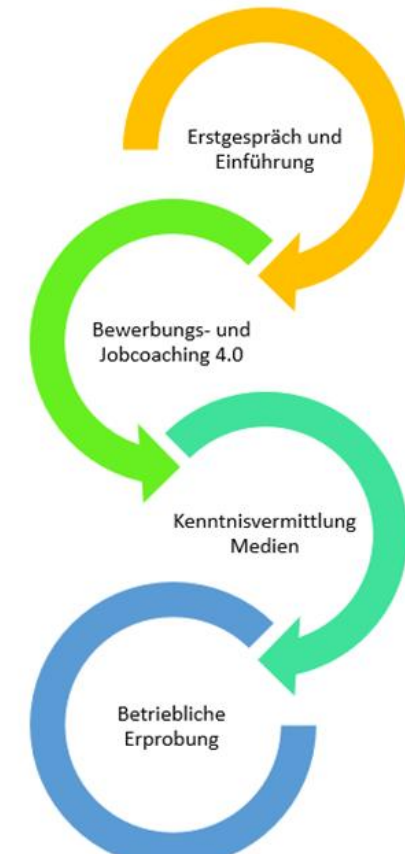 Erstgespräch und
Einführung
Bewerbungs- und
Jobcoaching 4.0
Kenntnisvermittlung
Medien
Betriebliche
Erprobung